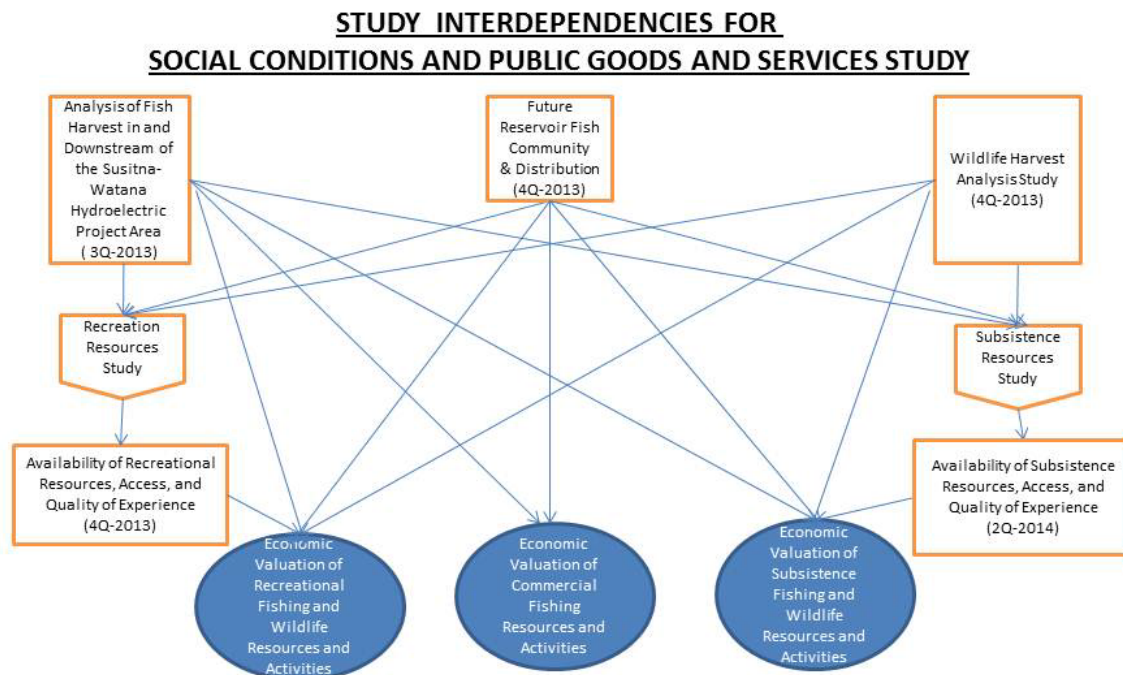 STUDY INTERDEPENDENCIES FOR
SOCIAL CONDITIONS AND PUBLIC GOODS AND SERVICES STUDY
Analysis of Fish
Harvest in and
Downstream of
the Susitna-
Watana
Hydroelectric
Project Area
( 3Q-2013)
Future
Reservoir Fish
Community
& Distribution
(4Q-2013)
Wildlife Harvest
Analysis Study
(4Q-2013)
Recreation
Resources
Study
Subsistence
Resources
Study
Availability of Recreational
Resources, Access, and
Quality of Experience
(4Q-2013)
Availability of Subsistence
Resources, Access, and
Quality of Experience
(2Q-2014)
Economic
Valuation of
Recreational
Fishing and
Wildlife
Resources and
Activities
Economic
Valuation of
Commercial
Fishing
Resources and
Activities
Economic
Valuation of
Subsistence
Fishing and
Wildlife
Resources and
Activities